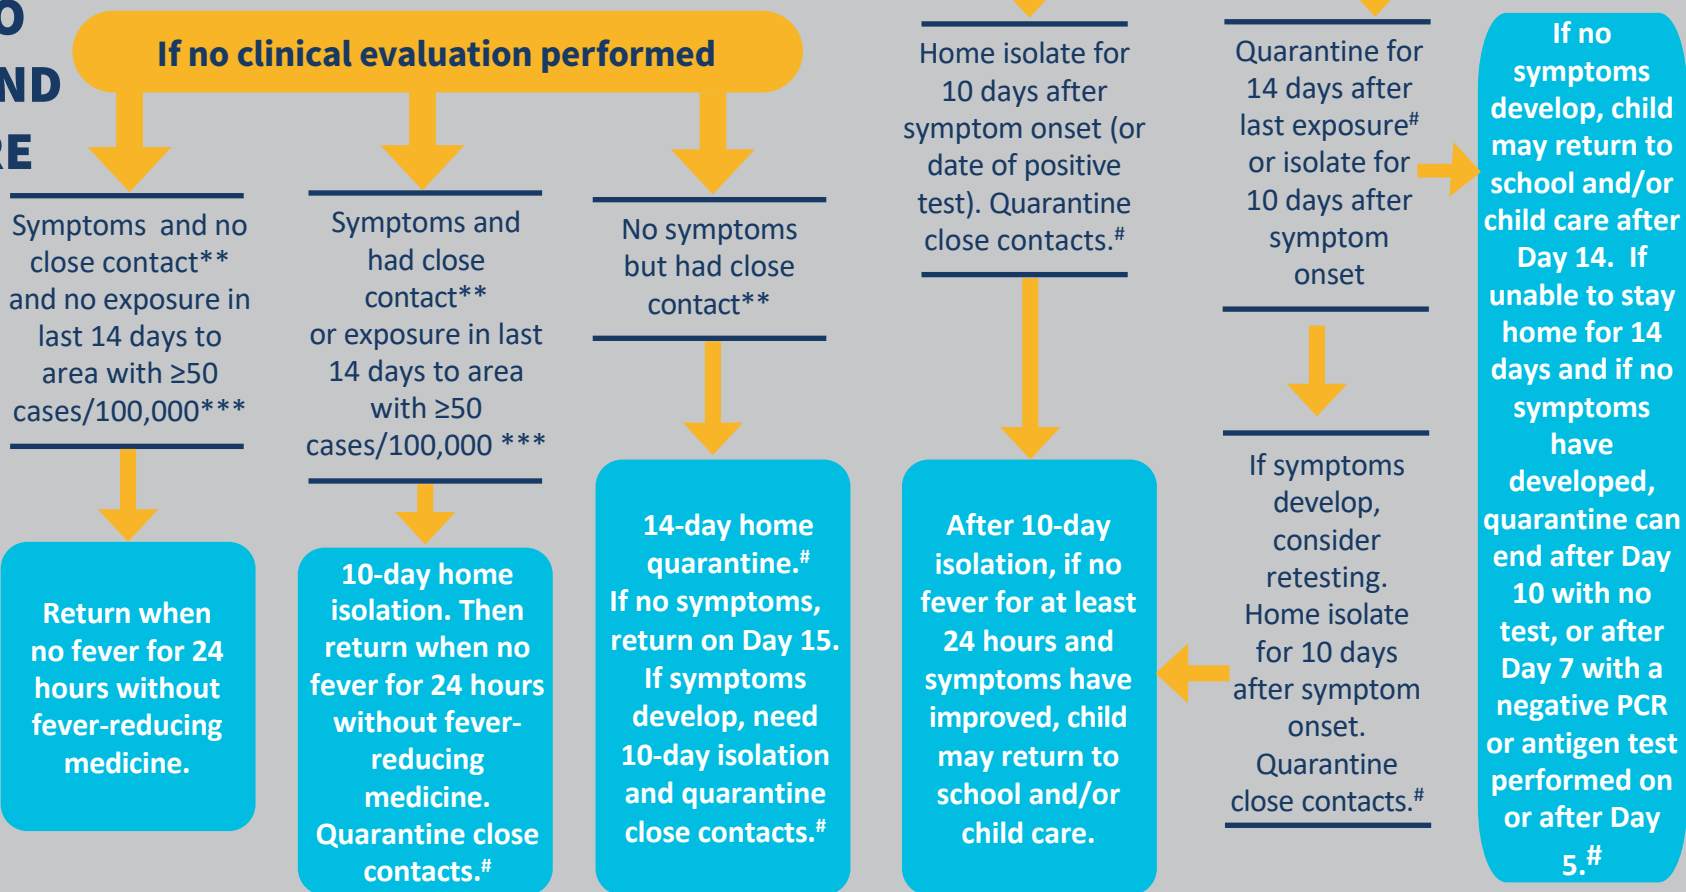 O
ND
RE
If no clinical evaluation performed
Symptoms and no
close contact**
and no exposure in
last 14 days to
area with ≥50
cases/100,000***
Return when
no fever for 24
hours without
fever-reducing
medicine.
Symptoms and
had close
contact**
or exposure in last
14 days to area
with ≥50
cases/100,000 ***
10-day home
isolation. Then
return when no
fever for 24 hours
without fever-
reducing
medicine.
Quarantine close
contacts.#
No symptoms
but had close
contact**
14-day home
quarantine.#
If no symptoms,
return on Day 15.
If symptoms
develop, need
10-day isolation
and quarantine
close contacts.#
Home isolate for
10 days after
symptom onset (or
date of positive
test). Quarantine
close contacts.#
After 10-day
isolation, if no
fever for at least
24 hours and
symptoms have
improved, child
may return to
school and/or
child care.
Quarantine for
14 days after
last exposure#
or isolate for
10 days after
symptom
onset
If symptoms
develop,
consider
retesting.
Home isolate
for 10 days
after symptom
onset.
Quarantine
close contacts.#
If no
symptoms
develop, child
may return to
school and/or
child care after
Day 14. If
unable to stay
home for 14
days and if no
symptoms
have
developed,
quarantine can
end after Day
10 with no
test, or after
Day 7 with a
negative PCR
or antigen test
performed on
or after Day
5.#